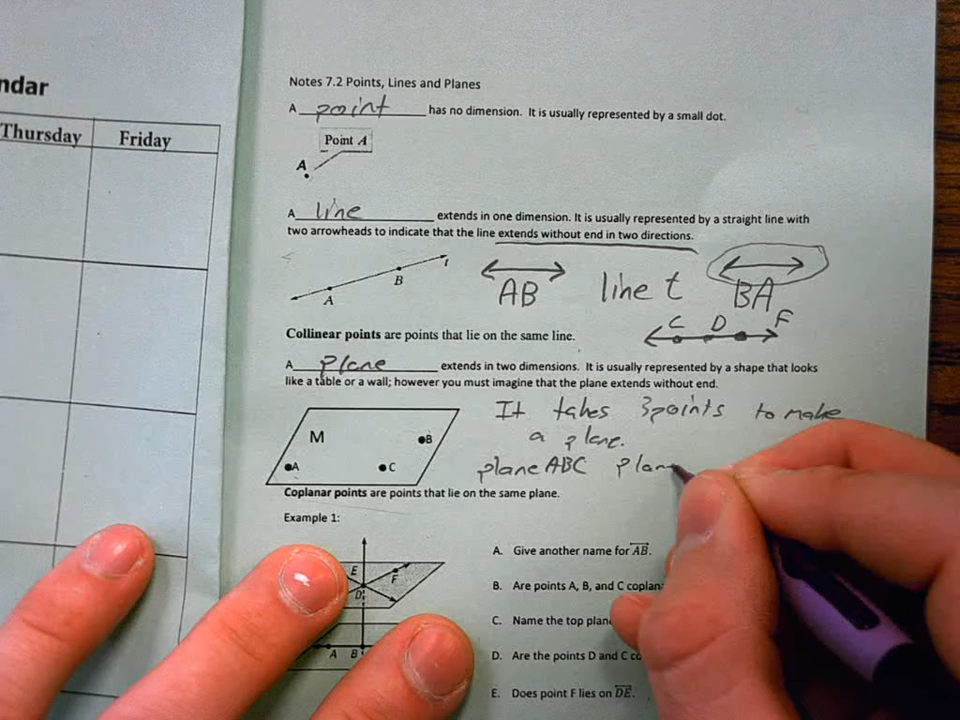 ndar
Thursday Friday
Notes 7.2 Points, Lines and Planes
A point has no dimension. It is usually represented by a small dot.
Point A
A
A line extends in one dimension. It is usually represented by a straight line with
two arrowheads to indicate that the line extends without end in two directions.
A B t
AB line t BA
C D F
Collinear points are points that lie on the same line.
A plane extends in two dimensions. It is usually represented by a shape that looks
like a table or a wall; however you must imagine that the plane extends without end.
It takes 3points to make
a plane.
M
B
A C
plane ABC plan
Coplanar points are points that lie on the same plane.
Example 1:
E F
D
A B
A. Give another name for AB.
B. Are points A, B, and C coplan
C. Name the top plan
D. Are the points D and C co
E. Does point F lies on DE.